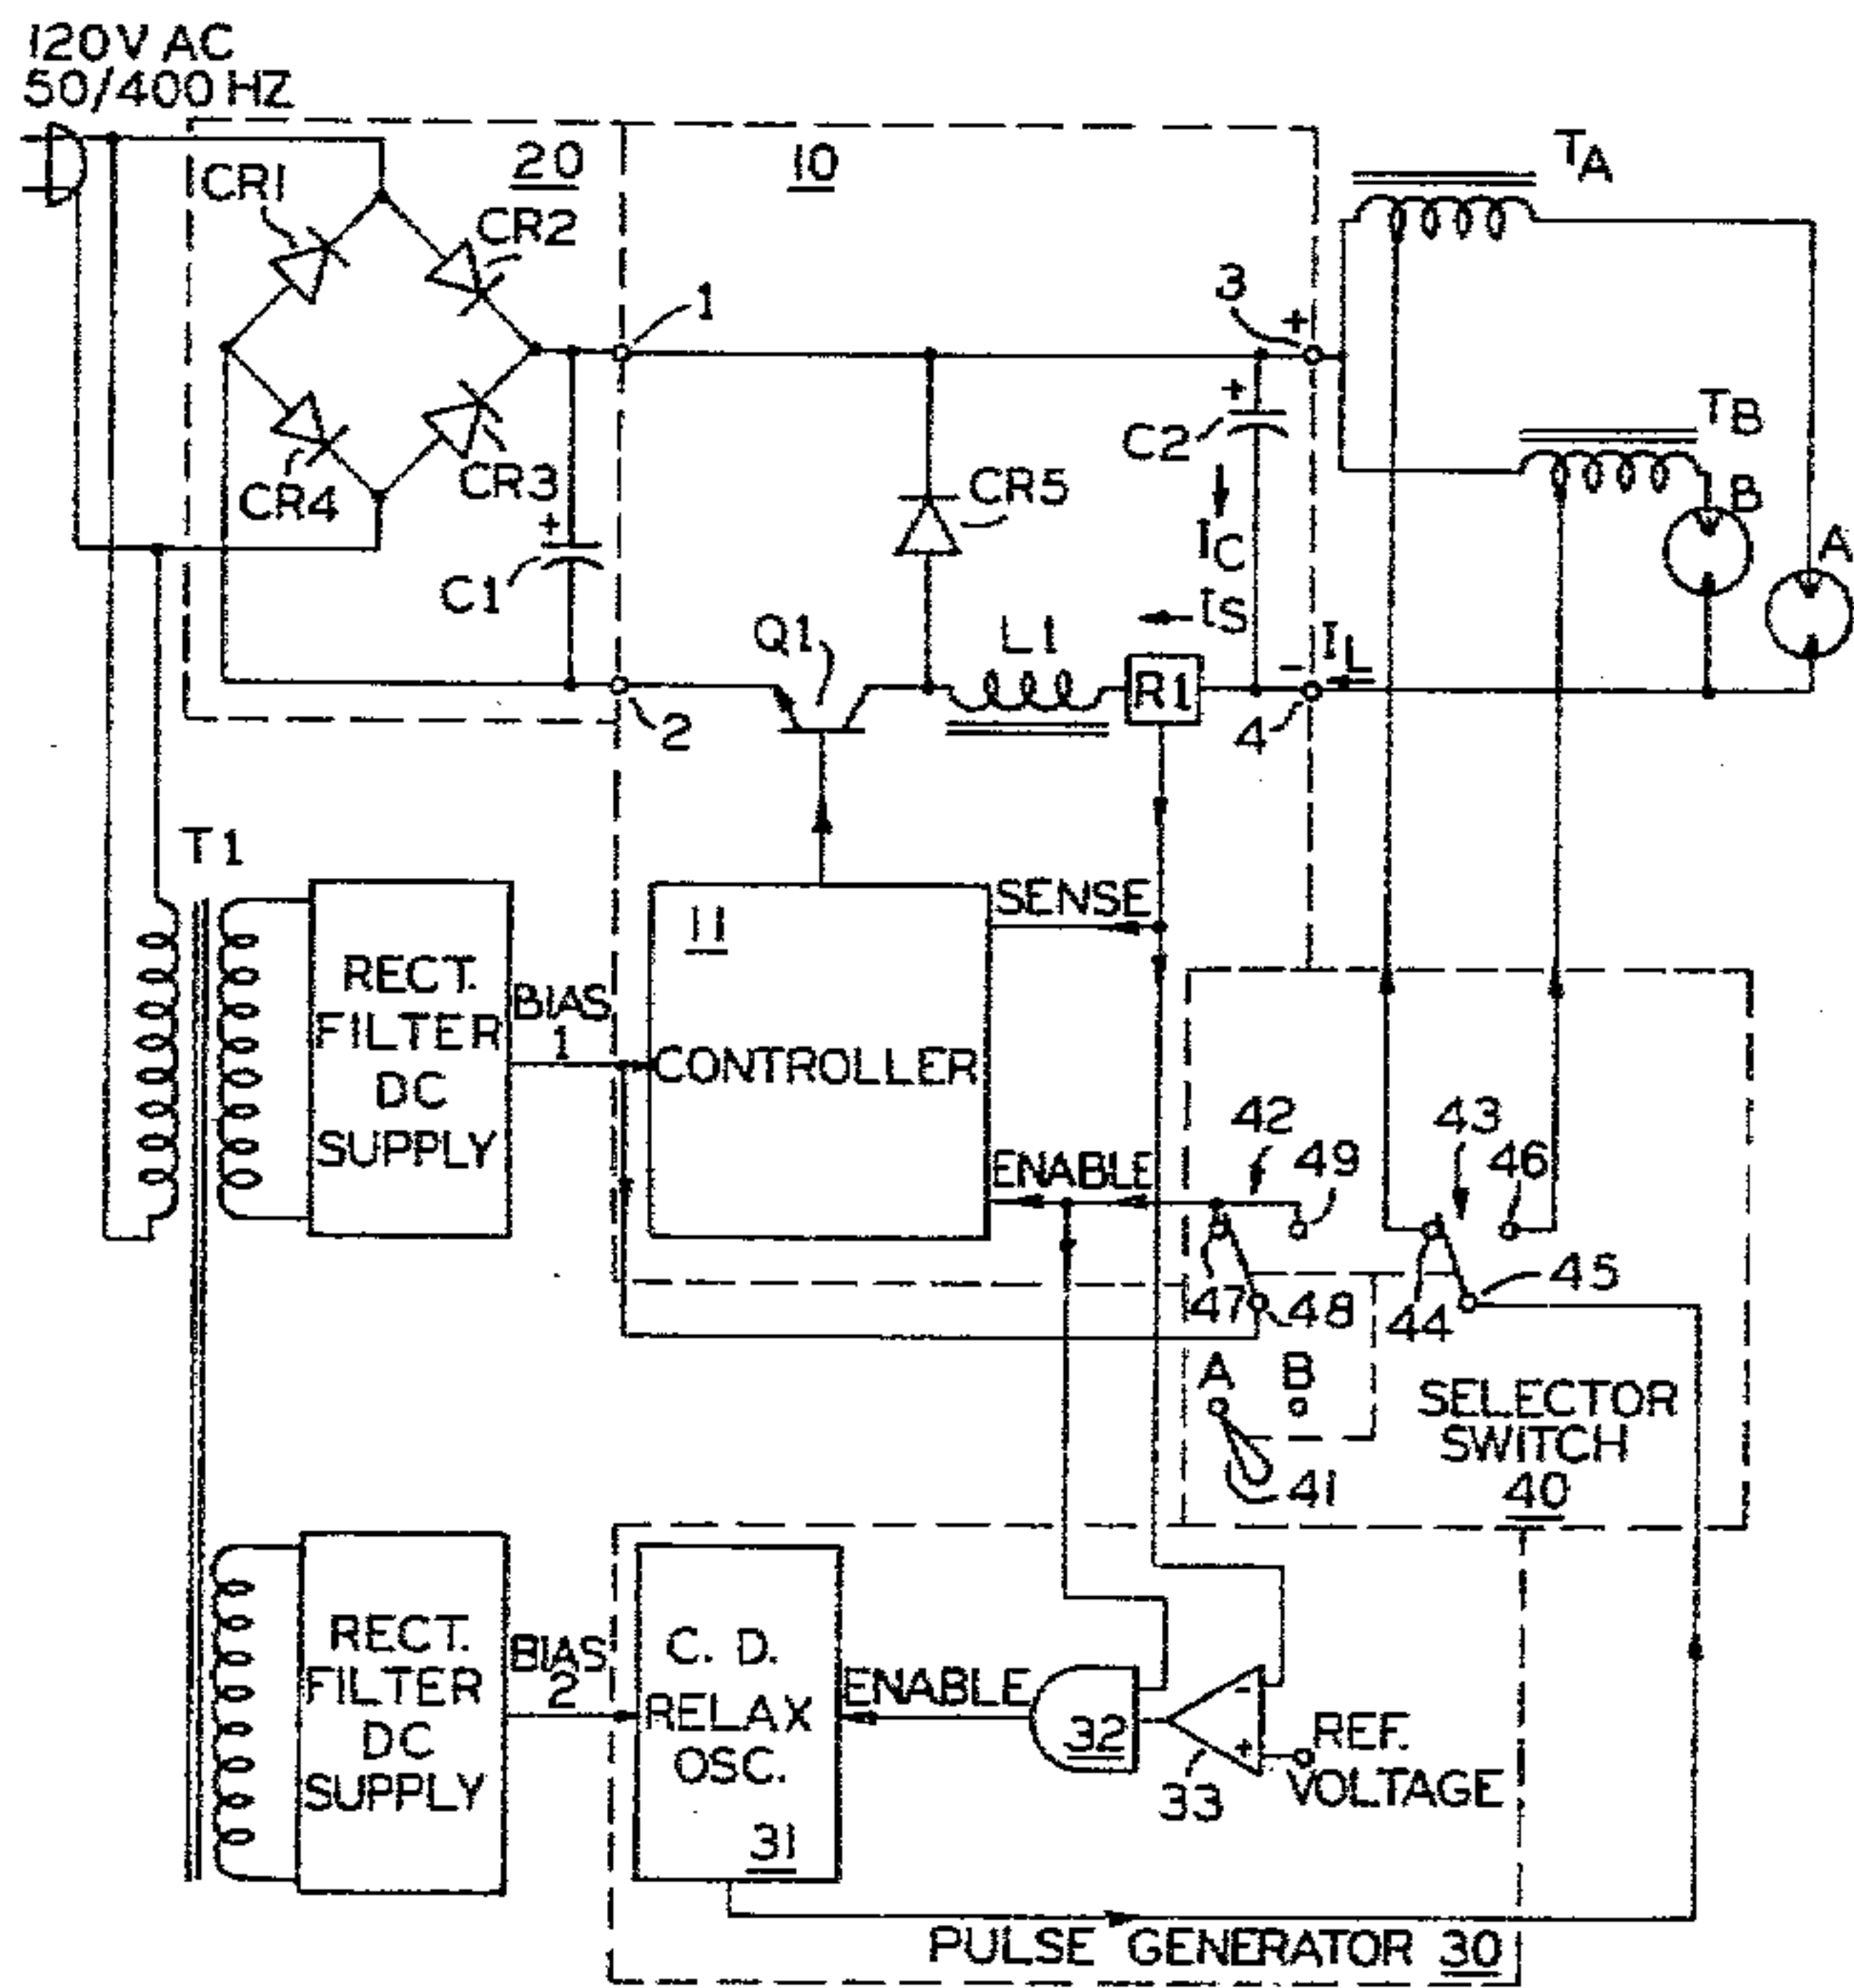 120V AC
50/400 HZ
20
10
TA
CR1
CR2
1
3
+
+
C2
TB
CR4
CR3
CR5
B
A
+
C1
IC
IS
Q1
L1
- IL
R1
2
4
T1
11
SENSE
RECT.
FILTER
DC
SUPPLY
BIAS
1
CONTROLLER
ENABLE
42
49
43
46
47
48
44
45
A
B
41
SELECTOR
SWITCH
40
RECT.
FILTER
DC
SUPPLY
BIAS
2
C. D.
RELAX
OSC.
31
ENABLE
32
-
+
33
REF.
VOLTAGE
PULSE GENERATOR 30